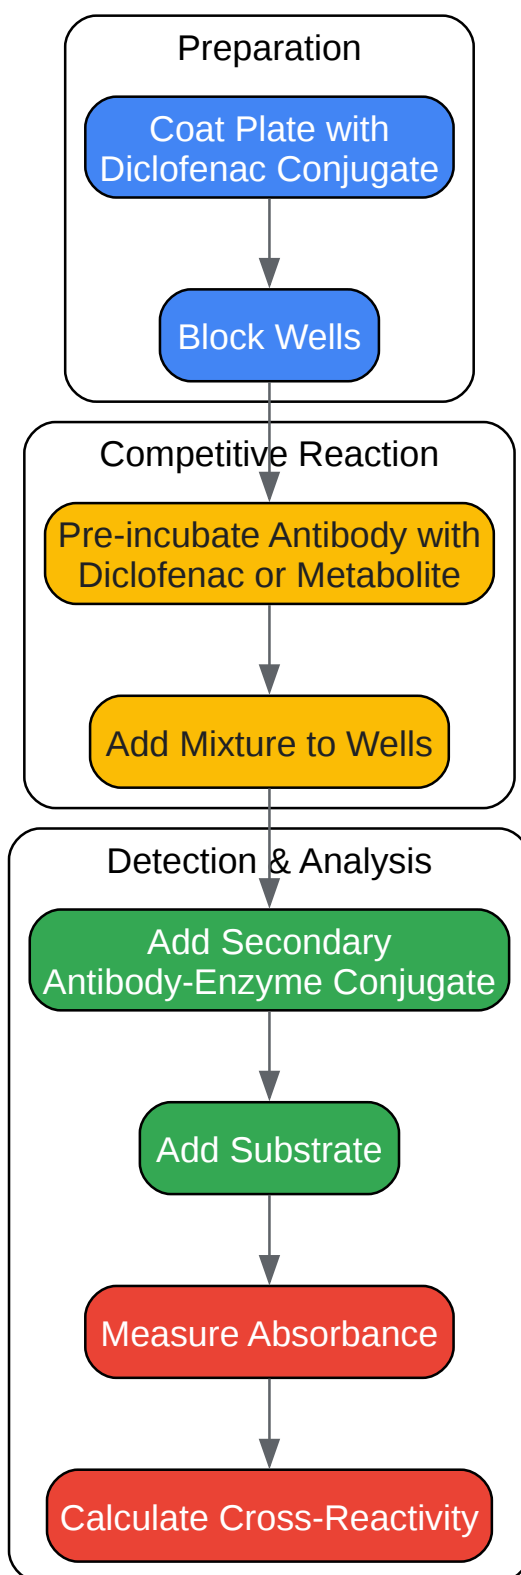 Preparation
Coat Plate with
Diclofenac Conjugate
Block Wells
Competitive Reaction
Pre-incubate Antibody with
Diclofenac or Metabolite
Add Mixture to Wells
Detection & Analysis
Add Secondary
Antibody-Enzyme Conjugate
Add Substrate
Measure Absorbance
Calculate Cross-Reactivity